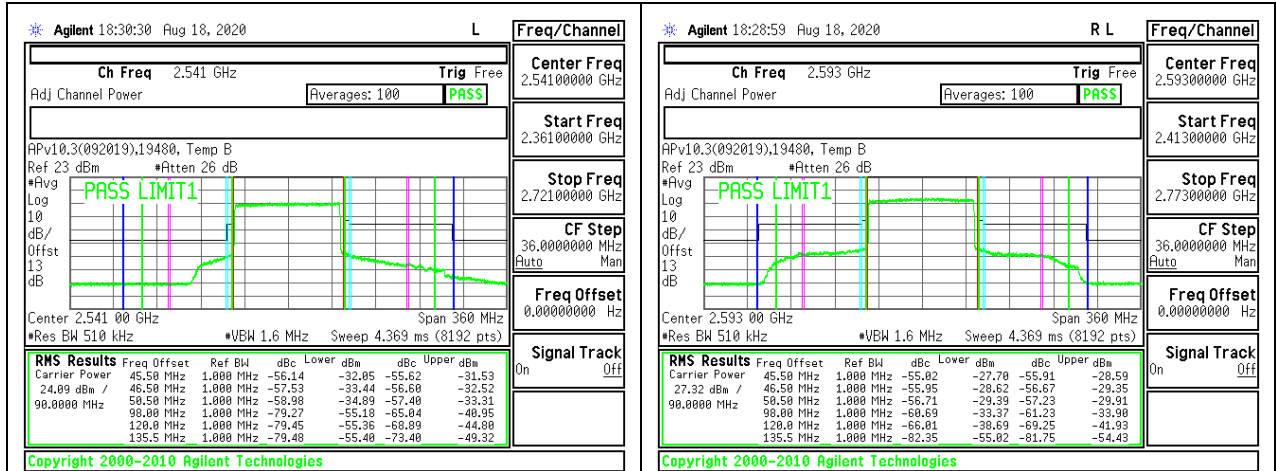 Agilent 18:30:30 Aug 18, 2020 L Freq/Channel
Ch Freq 2.541 GHz Trig Free
Adj Channel Power Averages: 100 PASS
APv10.3(092019),19480, Temp B
Ref 23 dBm #Atten 26 dB
#Avg
Log
10
dB/
Offst
13
dB
PASS LIMIT1
Center 2.541 00 GHz Span 360 MHz
#Res BW 510 kHz #VBW 1.6 MHz Sweep 4.369 ms (8192 pts)
RMS Results Freq Offset Ref BW dBc Lower dBm dBc Upper dBm
Carrier Power 45.50 MHz 1.000 MHz -56.14 -32.05 -55.62 -31.53
24.09 dBm / 46.50 MHz 1.000 MHz -57.53 -33.44 -56.60 -32.52
90.0000 MHz 50.50 MHz 1.000 MHz -58.98 -34.89 -57.40 -33.31
98.00 MHz 1.000 MHz -79.27 -55.18 -65.04 -40.95
120.0 MHz 1.000 MHz -79.45 -55.36 -68.89 -44.80
135.5 MHz 1.000 MHz -79.48 -55.40 -73.40 -49.32
Copyright 2000-2010 Agilent Technologies
Center Freq
2.54100000 GHz
Start Freq
2.36100000 GHz
Stop Freq
2.72100000 GHz
CF Step
36.0000000 MHz
Auto Man
Freq Offset
0.00000000 Hz
Signal Track
On Off
Agilent 18:28:59 Aug 18, 2020 R L Freq/Channel
Ch Freq 2.593 GHz Trig Free
Adj Channel Power Averages: 100 PASS
APv10.3(092019),19480, Temp B
Ref 23 dBm #Atten 26 dB
#Avg
Log
10
dB/
Offst
13
dB
PASS LIMIT1
Center 2.593 00 GHz Span 360 MHz
#Res BW 510 kHz #VBW 1.6 MHz Sweep 4.369 ms (8192 pts)
RMS Results Freq Offset Ref BW dBc Lower dBm dBc Upper dBm
Carrier Power 45.50 MHz 1.000 MHz -55.02 -27.70 -55.91 -28.59
27.32 dBm / 46.50 MHz 1.000 MHz -55.95 -28.62 -56.67 -29.35
90.0000 MHz 50.50 MHz 1.000 MHz -56.71 -29.39 -57.23 -29.91
98.00 MHz 1.000 MHz -60.69 -33.37 -61.23 -33.90
120.0 MHz 1.000 MHz -66.01 -38.69 -69.25 -41.93
135.5 MHz 1.000 MHz -82.35 -55.02 -81.75 -54.43
Copyright 2000-2010 Agilent Technologies
Center Freq
2.59300000 GHz
Start Freq
2.41300000 GHz
Stop Freq
2.77300000 GHz
CF Step
36.0000000 MHz
Auto Man
Freq Offset
0.00000000 Hz
Signal Track
On Off